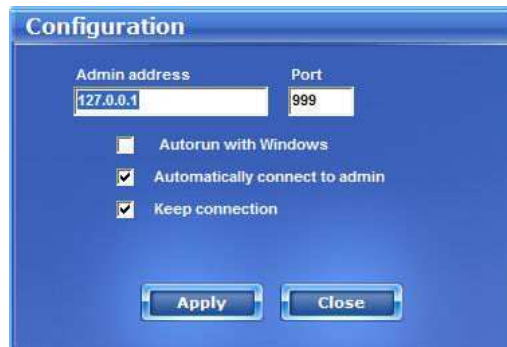 Configuration
Admin address Port
127.0.0.1 999
Autorun with Windows
Automatically connect to admin
Keep connection
Apply Close